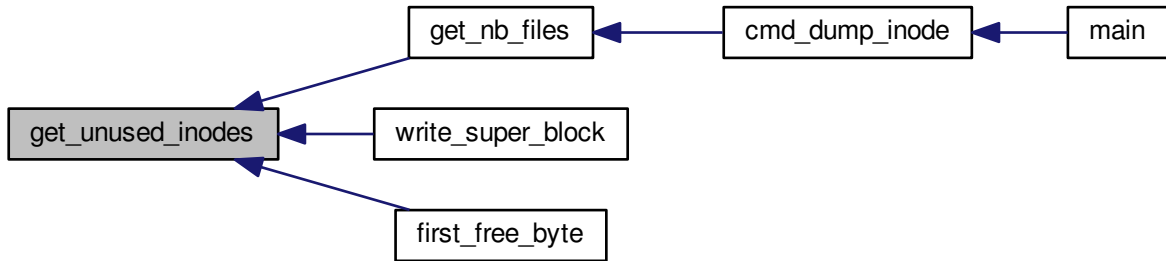 get_nb_files
cmd_dump_inode
main
get_unused_inodes
write_super_block
first_free_byte